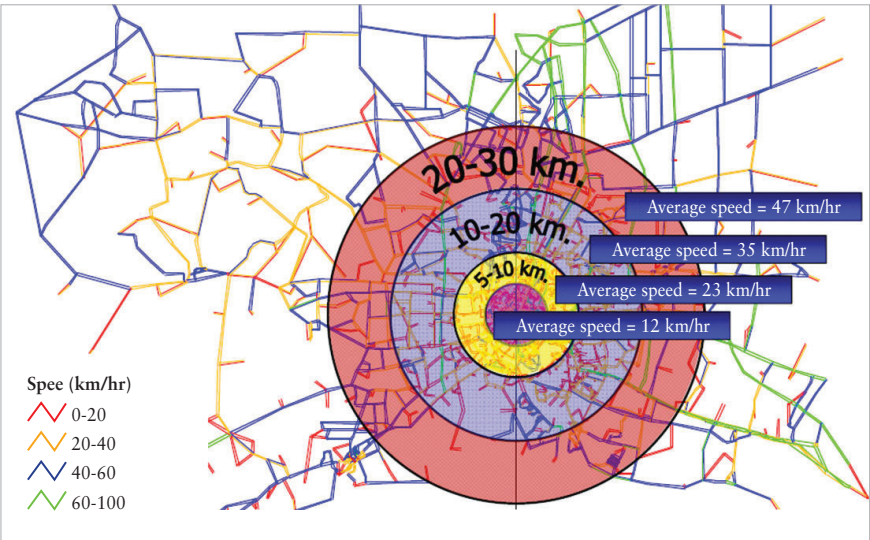 20-30 km.
10-20 km.
5-10 km.
Average speed = 47 km/hr
Average speed = 35 km/hr
Average speed = 23 km/hr
Average speed = 12 km/hr
Spee (km/hr)
0-20
20-40
40-60
60-100